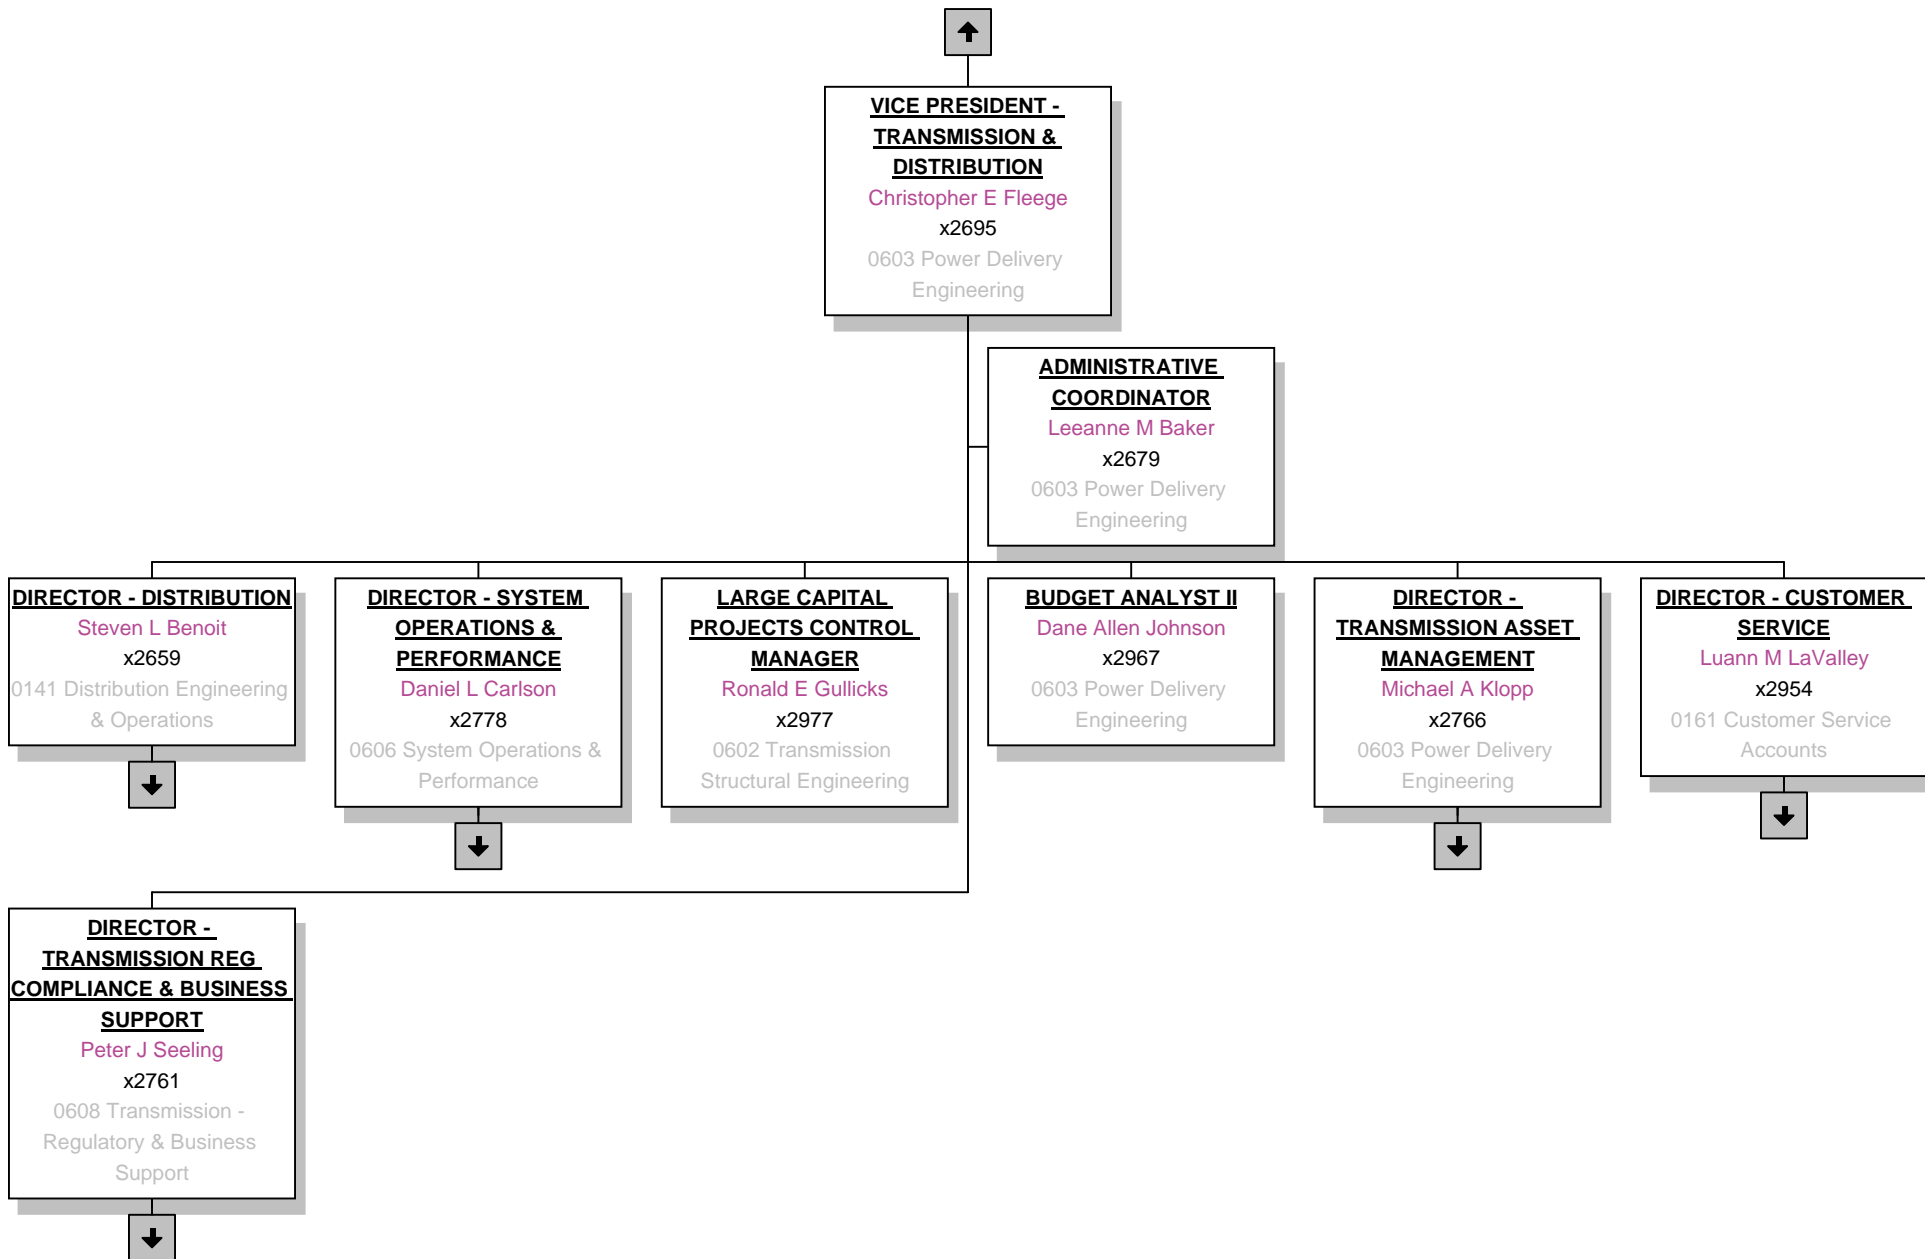 VICE PRESIDENT -
TRANSMISSION &
DISTRIBUTION
Christopher E Fleege
x2695
0603 Power Delivery
Engineering
ADMINISTRATIVE
COORDINATOR
Leeanne M Baker
x2679
0603 Power Delivery
Engineering
DIRECTOR - DISTRIBUTION
Steven L Benoit
x2659
0141 Distribution Engineering
& Operations
DIRECTOR - SYSTEM
OPERATIONS &
PERFORMANCE
Daniel L Carlson
x2778
0606 System Operations &
Performance
LARGE CAPITAL
PROJECTS CONTROL
MANAGER
Ronald E Gullicks
x2977
0602 Transmission
Structural Engineering
BUDGET ANALYST II
Dane Allen Johnson
x2967
0603 Power Delivery
Engineering
DIRECTOR -
TRANSMISSION ASSET
MANAGEMENT
Michael A Klopp
x2766
0603 Power Delivery
Engineering
DIRECTOR - CUSTOMER
SERVICE
Luann M LaValley
x2954
0161 Customer Service
Accounts
DIRECTOR -
TRANSMISSION REG
COMPLIANCE & BUSINESS
SUPPORT
Peter J Seeling
x2761
0608 Transmission -
Regulatory & Business
Support